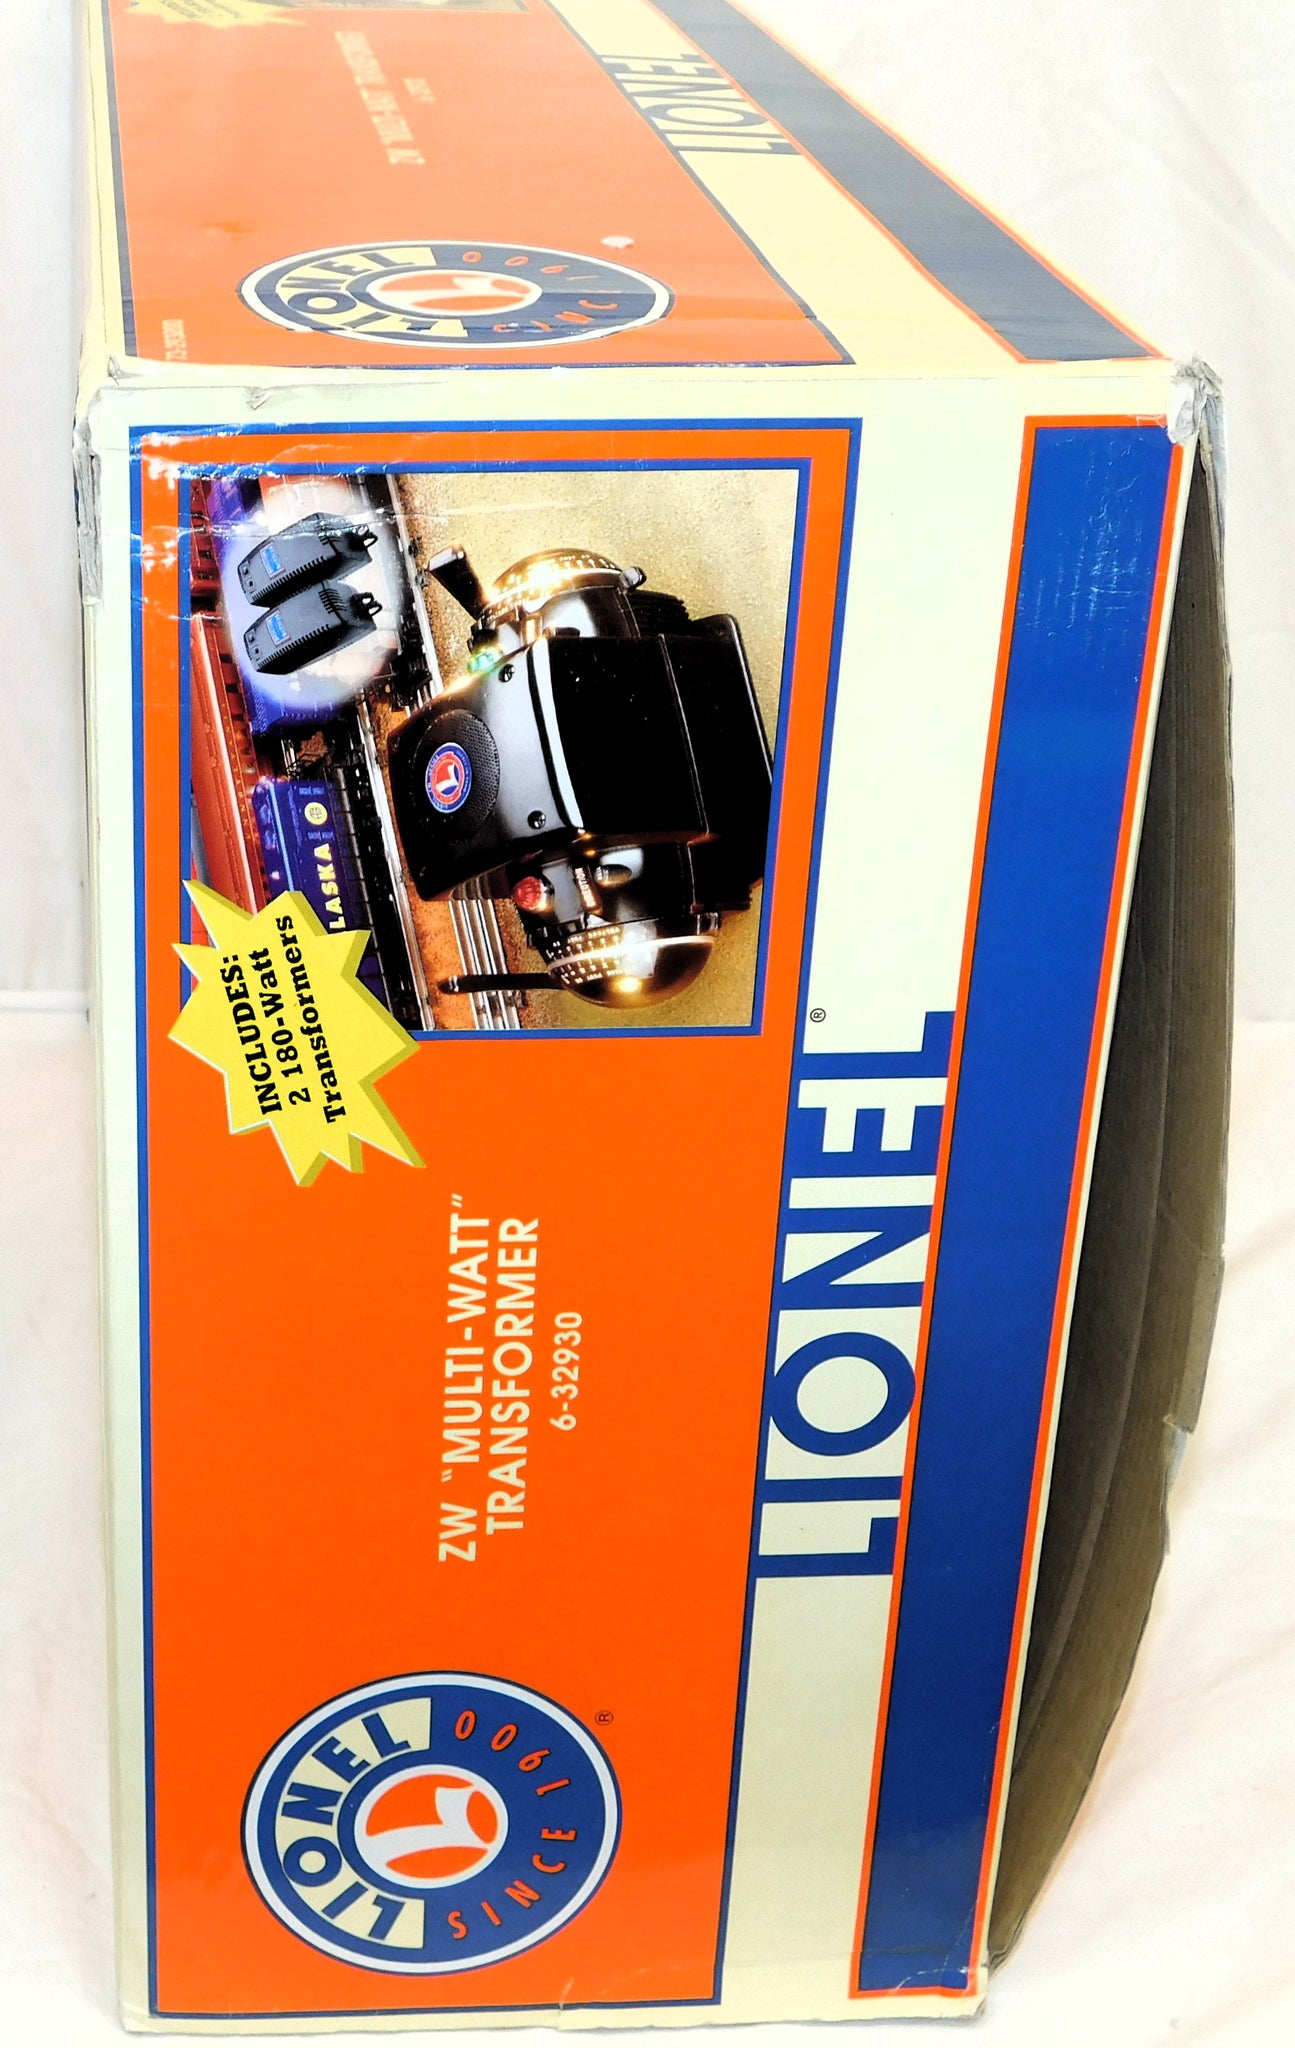 INCLUDES:
2 180-Watt
Transformers
LASKA
ZW "MULTI-WATT"
TRANSFORMER
6-32930
LIONEL
SINCE 1900
®
LIONEL®
LIONEL
1900
LIONEL
ZW "MULTI-WATT" TRANSFORMER